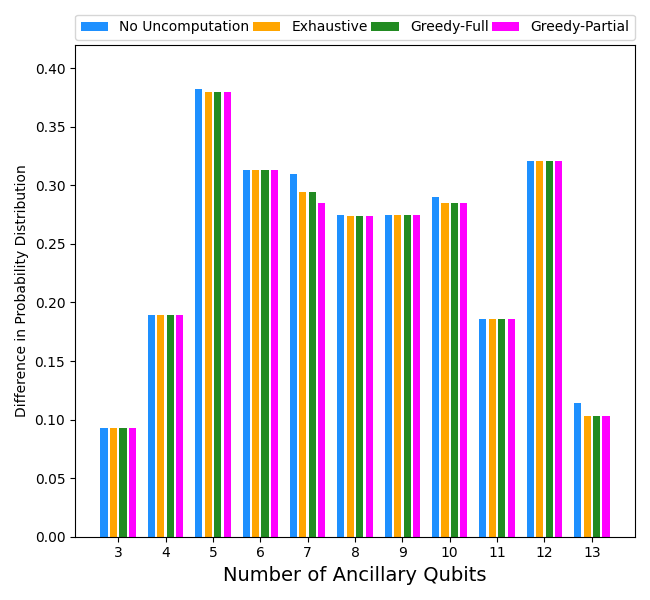 No Uncomputation Exhaustive Greedy-Full Greedy-Partial
0.40
0.35
0.30
0.25
0.20
0.15
0.10
0.05
0.00
Difference in Probability Distribution
3 4 5 6 7 8 9 10 11 12 13
Number of Ancillary Qubits